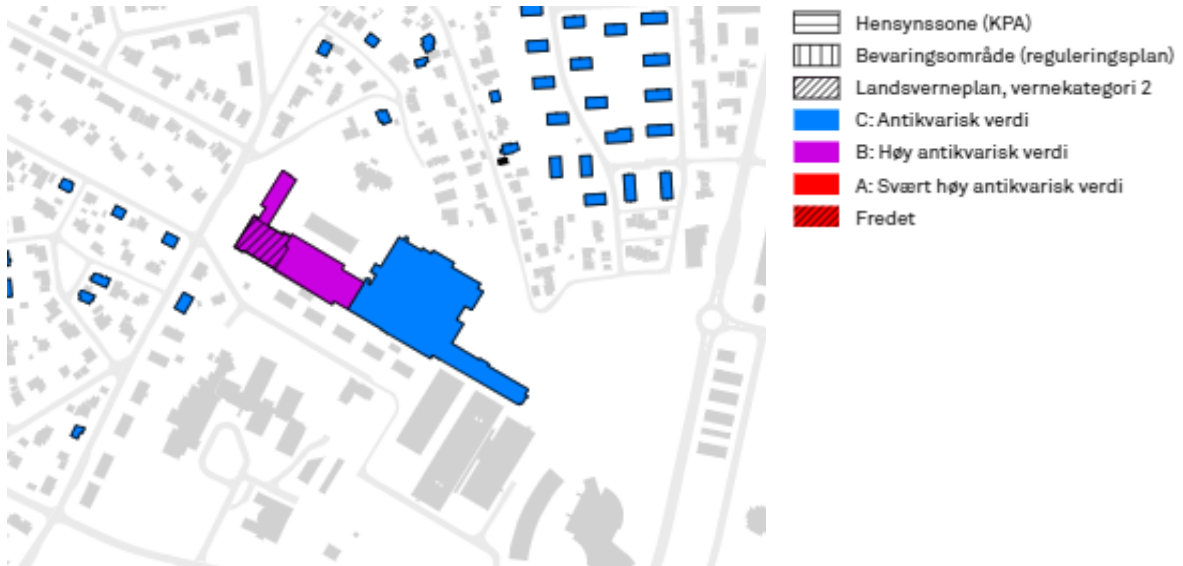 Hensynssone (KPA)
Bevaringsområde (reguleringsplan)
Landsverneplan, vernekategori 2
C: Antikvarisk verdi
B: Høy antikvarisk verdi
A: Svært høy antikvarisk verdi
Fredet